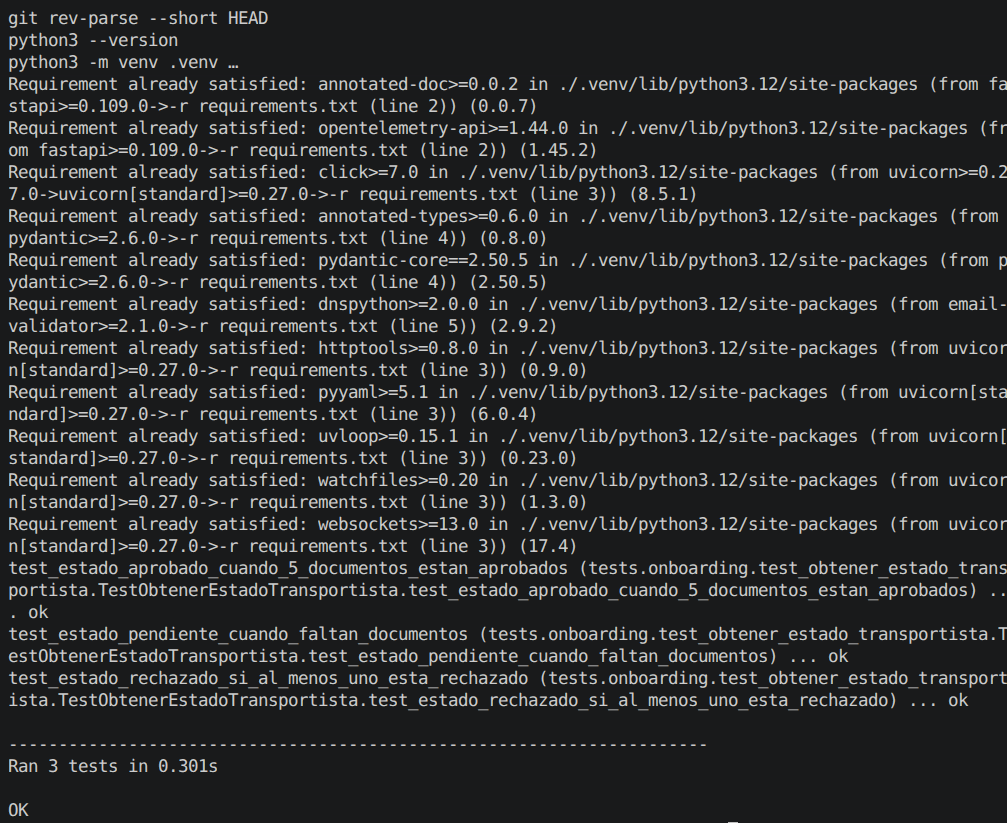 git rev-parse --short HEAD
python3 --version
python3 -m venv .venv …
Requirement already satisfied: annotated-doc>=0.0.2 in ./.venv/lib/python3.12/site-packages (from fa
stapi>=0.109.0->-r requirements.txt (line 2)) (0.0.7)
Requirement already satisfied: opentelemetry-api>=1.44.0 in ./.venv/lib/python3.12/site-packages (fr
om fastapi>=0.109.0->-r requirements.txt (line 2)) (1.45.2)
Requirement already satisfied: click>=7.0 in ./.venv/lib/python3.12/site-packages (from uvicorn>=0.2
7.0->uvicorn[standard]>=0.27.0->-r requirements.txt (line 3)) (8.5.1)
Requirement already satisfied: annotated-types>=0.6.0 in ./.venv/lib/python3.12/site-packages (from
pydantic>=2.6.0->-r requirements.txt (line 4)) (0.8.0)
Requirement already satisfied: pydantic-core==2.50.5 in ./.venv/lib/python3.12/site-packages (from p
ydantic>=2.6.0->-r requirements.txt (line 4)) (2.50.5)
Requirement already satisfied: dnspython>=2.0.0 in ./.venv/lib/python3.12/site-packages (from email-
validator>=2.1.0->-r requirements.txt (line 5)) (2.9.2)
Requirement already satisfied: httptools>=0.8.0 in ./.venv/lib/python3.12/site-packages (from uvicor
n[standard]>=0.27.0->-r requirements.txt (line 3)) (0.9.0)
Requirement already satisfied: pyyaml>=5.1 in ./.venv/lib/python3.12/site-packages (from uvicorn[sta
ndard]>=0.27.0->-r requirements.txt (line 3)) (6.0.4)
Requirement already satisfied: uvloop>=0.15.1 in ./.venv/lib/python3.12/site-packages (from uvicorn[
standard]>=0.27.0->-r requirements.txt (line 3)) (0.23.0)
Requirement already satisfied: watchfiles>=0.20 in ./.venv/lib/python3.12/site-packages (from uvicor
n[standard]>=0.27.0->-r requirements.txt (line 3)) (1.3.0)
Requirement already satisfied: websockets>=13.0 in ./.venv/lib/python3.12/site-packages (from uvicor
n[standard]>=0.27.0->-r requirements.txt (line 3)) (17.4)
test_estado_aprobado_cuando_5_documentos_estan_aprobados (tests.onboarding.test_obtener_estado_trans
portista.TestObtenerEstadoTransportista.test_estado_aprobado_cuando_5_documentos_estan_aprobados) ..
. ok
test_estado_pendiente_cuando_faltan_documentos (tests.onboarding.test_obtener_estado_transportista.T
estObtenerEstadoTransportista.test_estado_pendiente_cuando_faltan_documentos) ... ok
test_estado_rechazado_si_al_menos_uno_esta_rechazado (tests.onboarding.test_obtener_estado_transport
ista.TestObtenerEstadoTransportista.test_estado_rechazado_si_al_menos_uno_esta_rechazado) ... ok
----------------------------------------------------------------------
Ran 3 tests in 0.301s
OK